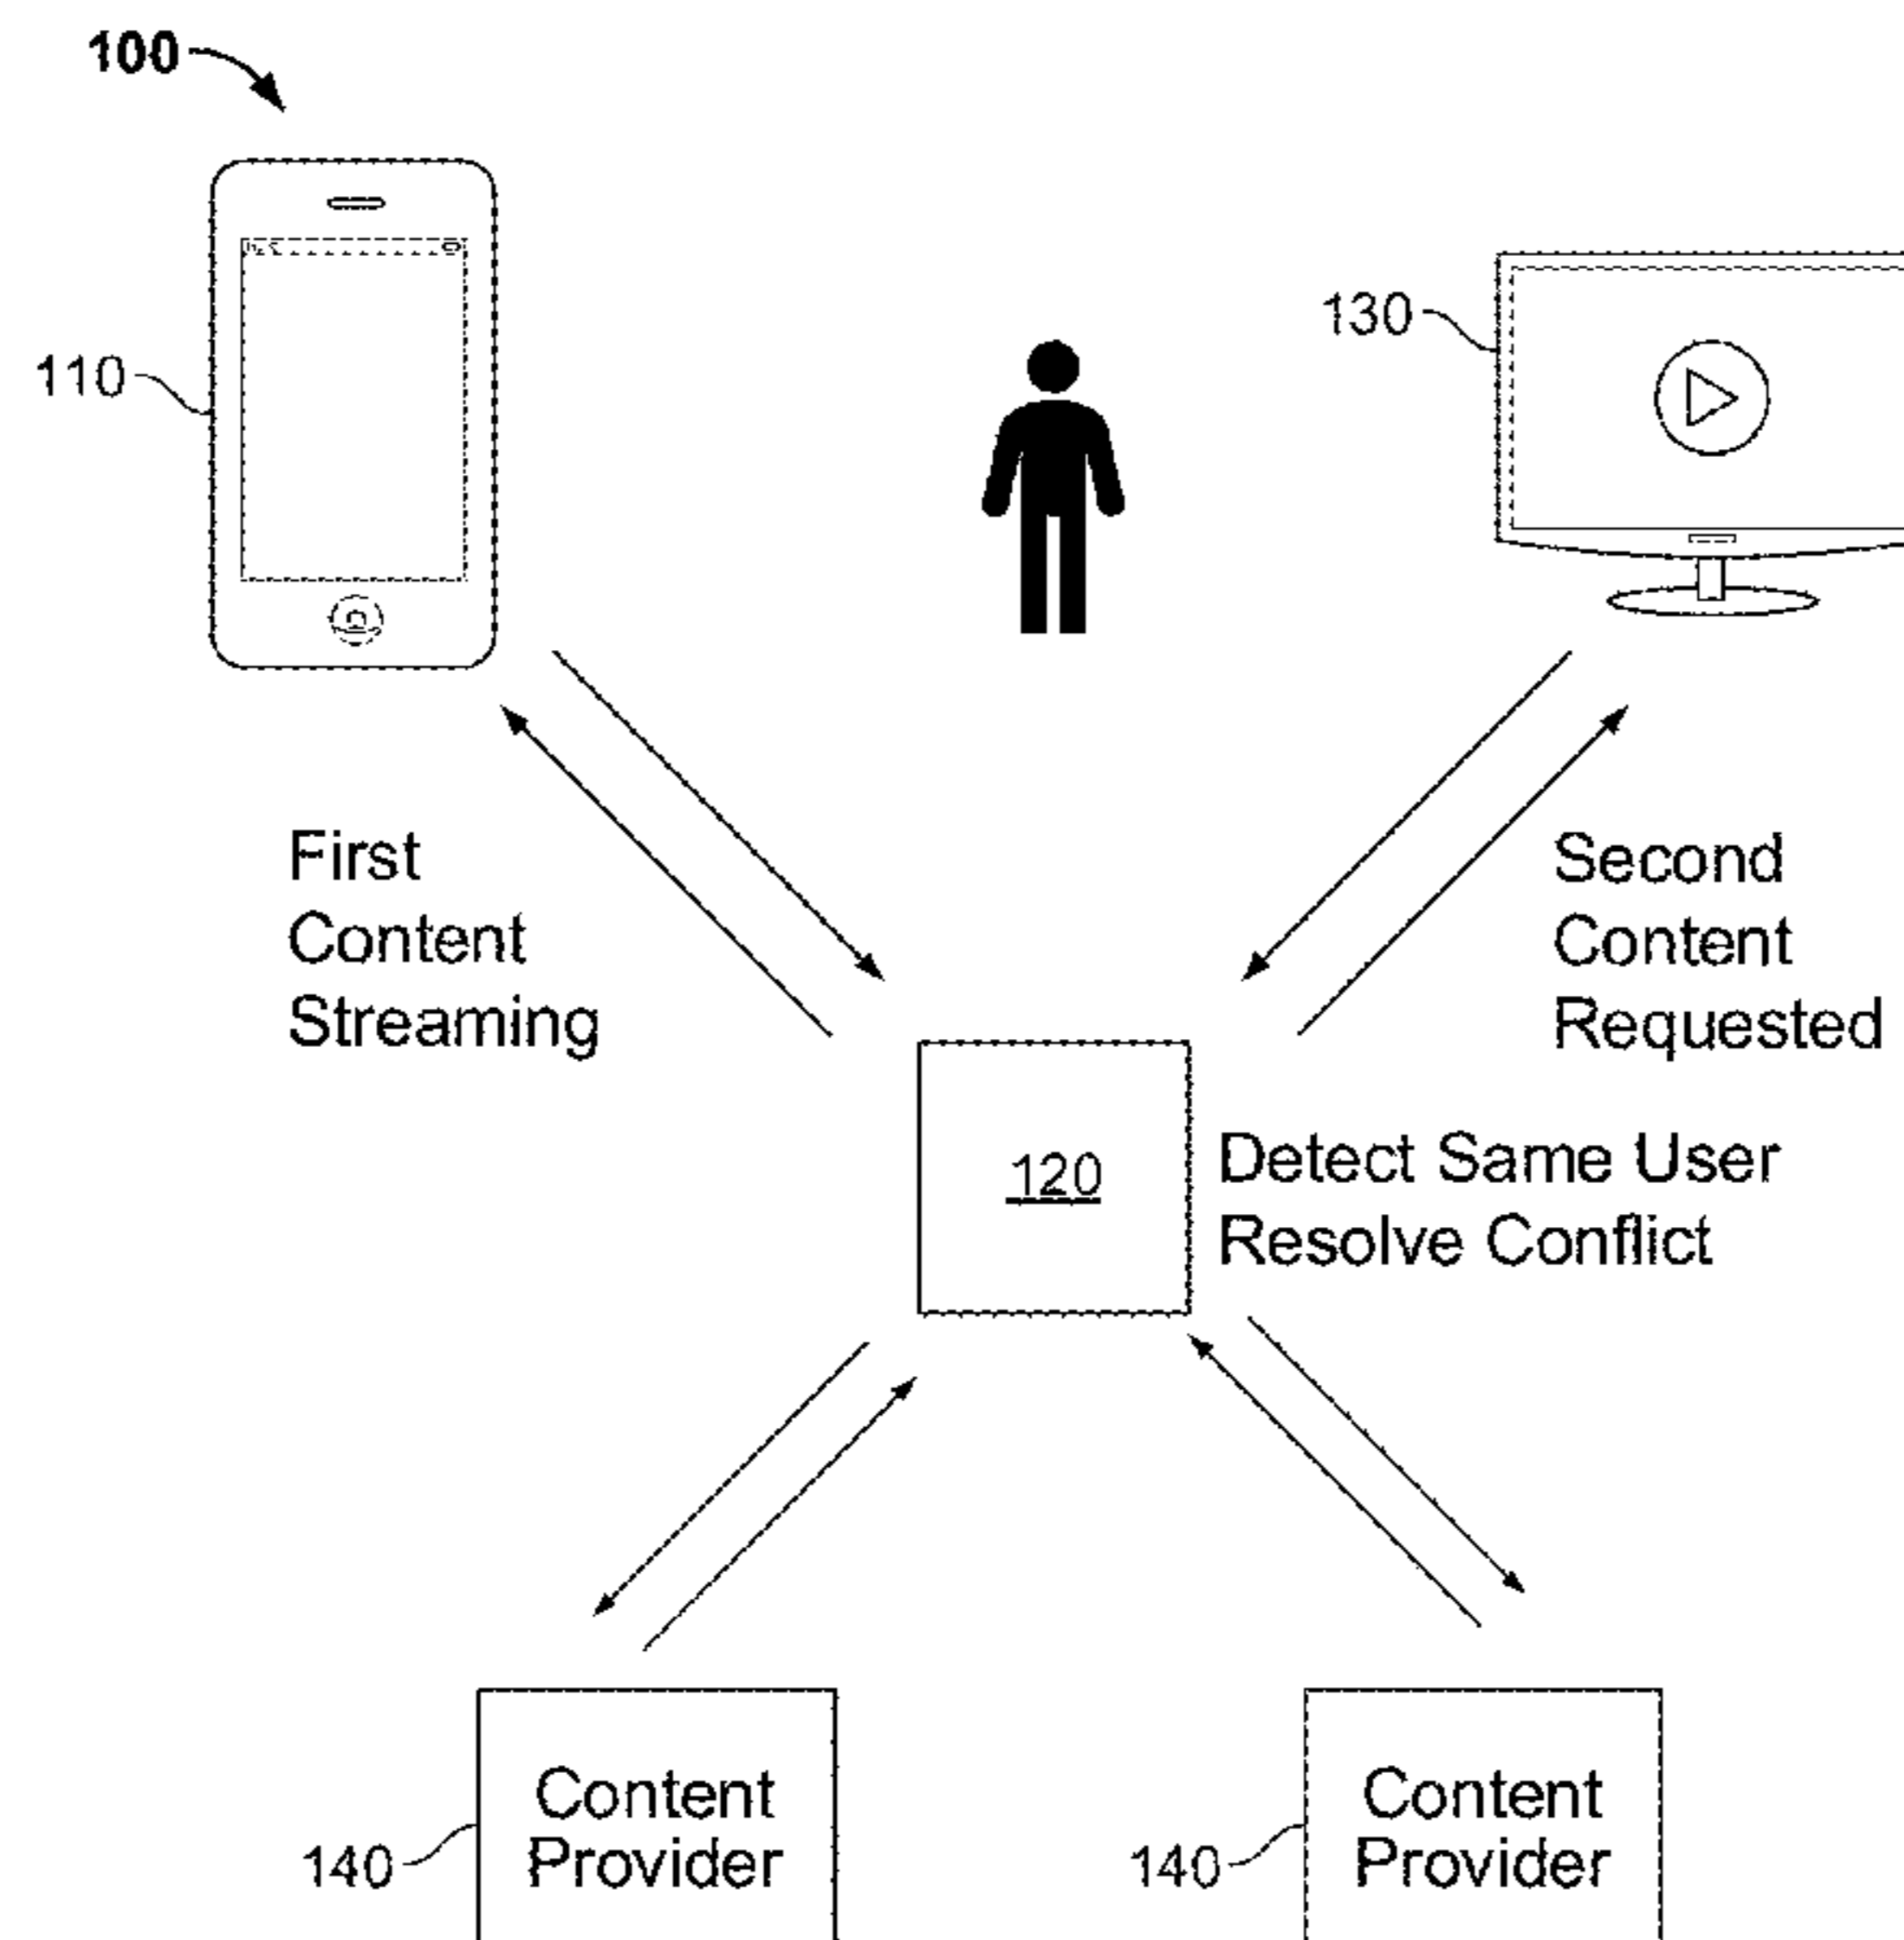 100
110
130
First
Content
Streaming
Second
Content
Requested
120
Detect Same User
Resolve Conflict
Content
Provider
140
Content
Provider
140